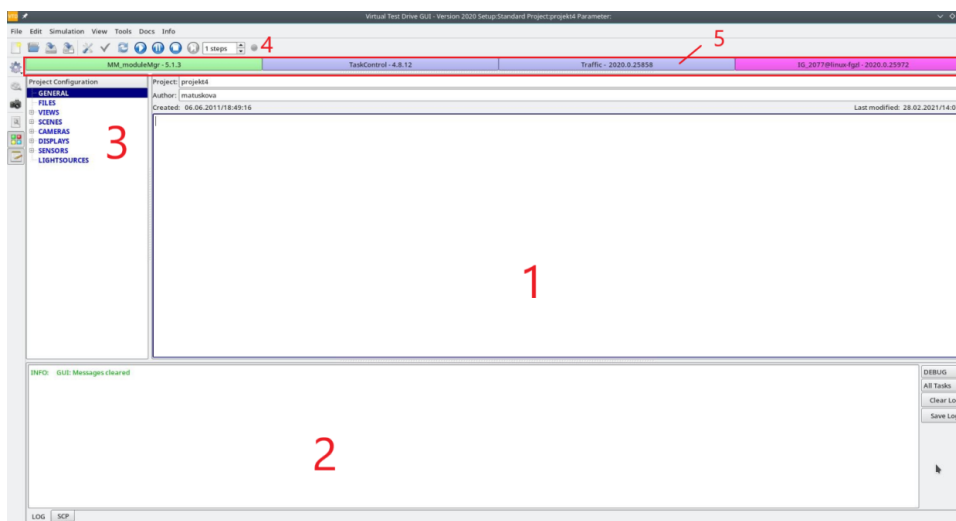 Virtual Test Drive GUI - Version 2020 Setup:Standard Project:projekt4 Parameter:
File Edit Simulation View Tools Docs Info
1 steps 4
5
MM_moduleMgr - 5.1.3 TaskControl - 4.8.12 Traffic - 2020.0.25858 IG_2077@linux-fgtl - 2020.0.25972
Project Configuration
GENERAL
FILES
VIEWS
SCENES
CAMERAS
DISPLAYS
SENSORS
LIGHTSOURCES
3
Project: projekt4
Author: matuskova
Created: 06.06.2011/18:49:16 Last modified: 28.02.2021/14:0
1
INFO: GUI: Messages cleared
2
DEBUG
All Tasks
Clear Lo
Save Log
LOG SCP